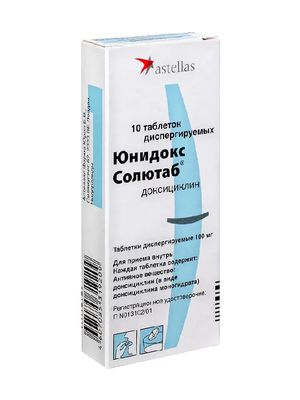 astellas
10 таблеток
диспергируемых
Юнидокс
Солютаб®
доксициклин
Таблетки диспергируемые 100 мг
Для приема внутрь
Каждая таблетка содержит:
Активное вещество:
доксициклин (в виде
доксициклина моногидрата)
Регистрационное удостоверение:
П N013102/01